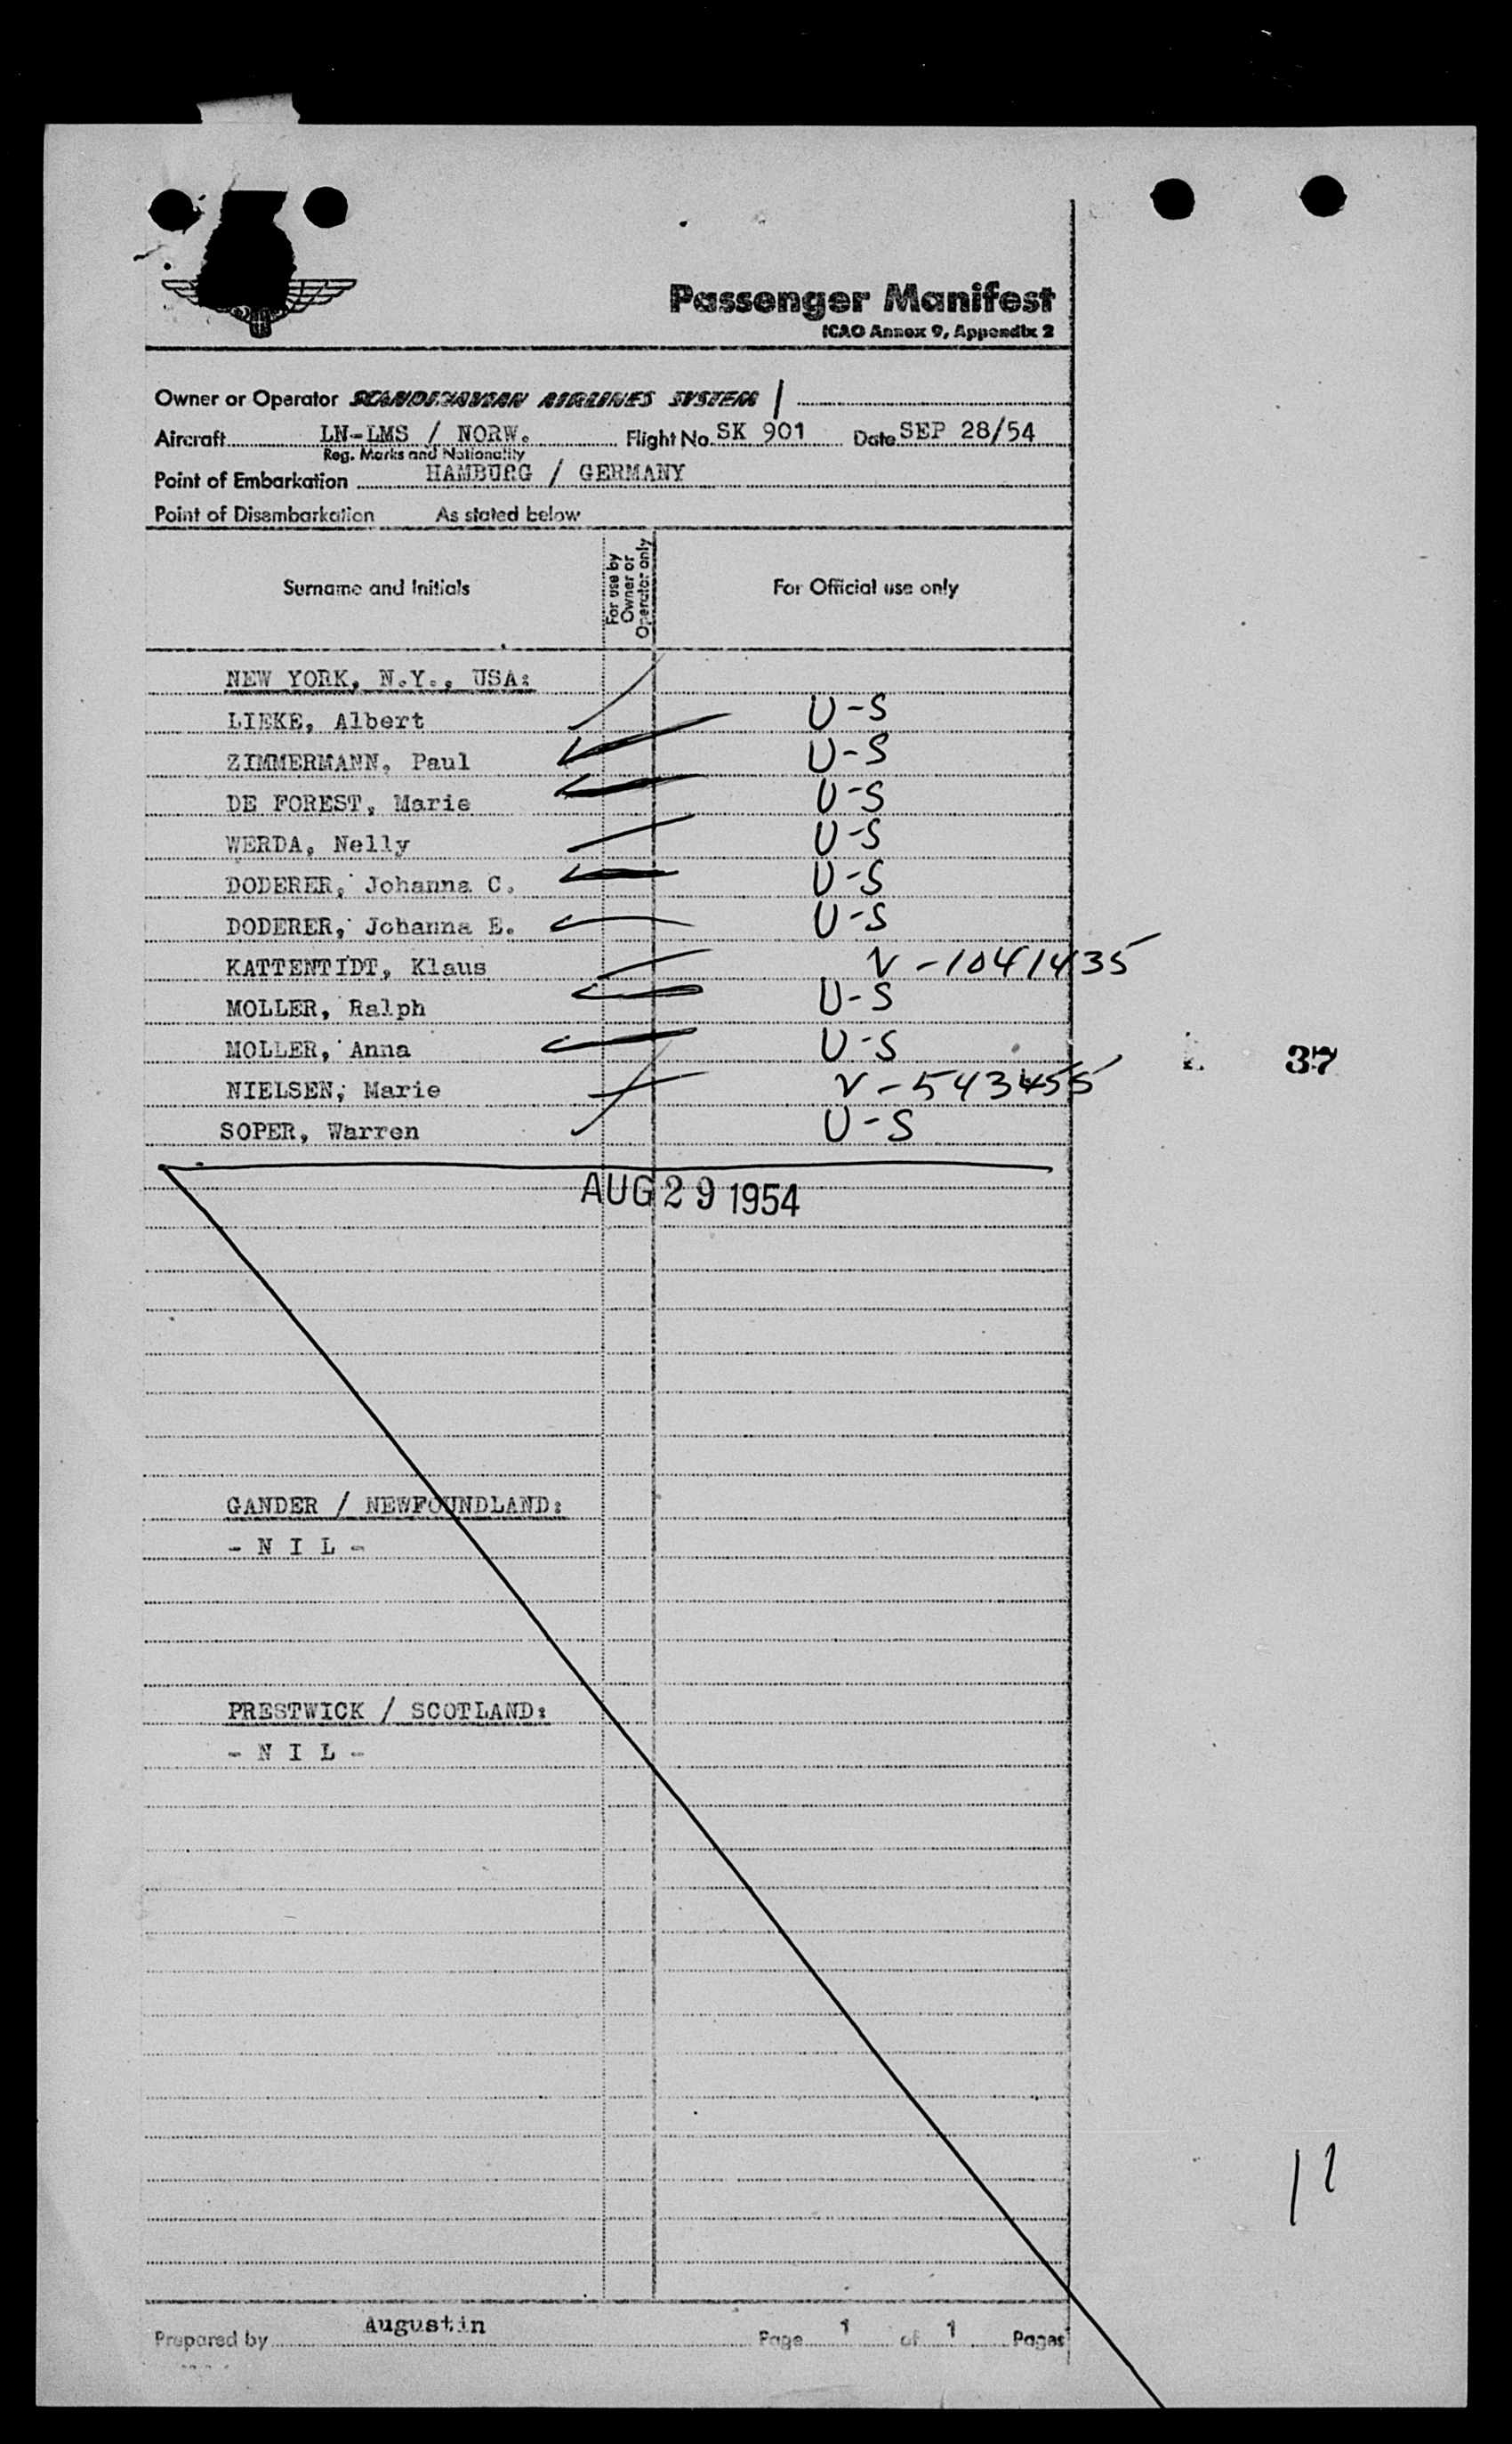 Passenger Manifest
ICAO Annex 9, Appendix 2
Owner or Operator SCANDINAVIAN AIRLINES SYSTEM
Aircraft LN-LMS / NORW. Flight No. SK 901 Date SEP 28/54
Reg. Marks and Nationality
Point of Embarkation HAMBURG / GERMANY
Point of Disembarkation As stated below
Surname and Initials For use by Owner or Operator only For Official use only
NEW YORK, N.Y., USA:
LIEKE, Albert U-S
ZIMMERMANN, Paul U-S
DE FOREST, Marie U-S
WERDA, Nelly U-S
DODERER, Johanna C. U-S
DODERER, Johanna E. U-S
KATTENTIDT, Klaus V-1041435
MOLLER, Ralph U-S
MOLLER, Anna U-S
37
NIELSEN, Marie V-543455
SOPER, Warren U-S
AUG 29 1954
GANDER / NEWFOUNDLAND:
- N I L -
PRESTWICK / SCOTLAND:
- N I L -
11
Prepared by Augustin Page 1 of 1 Pages